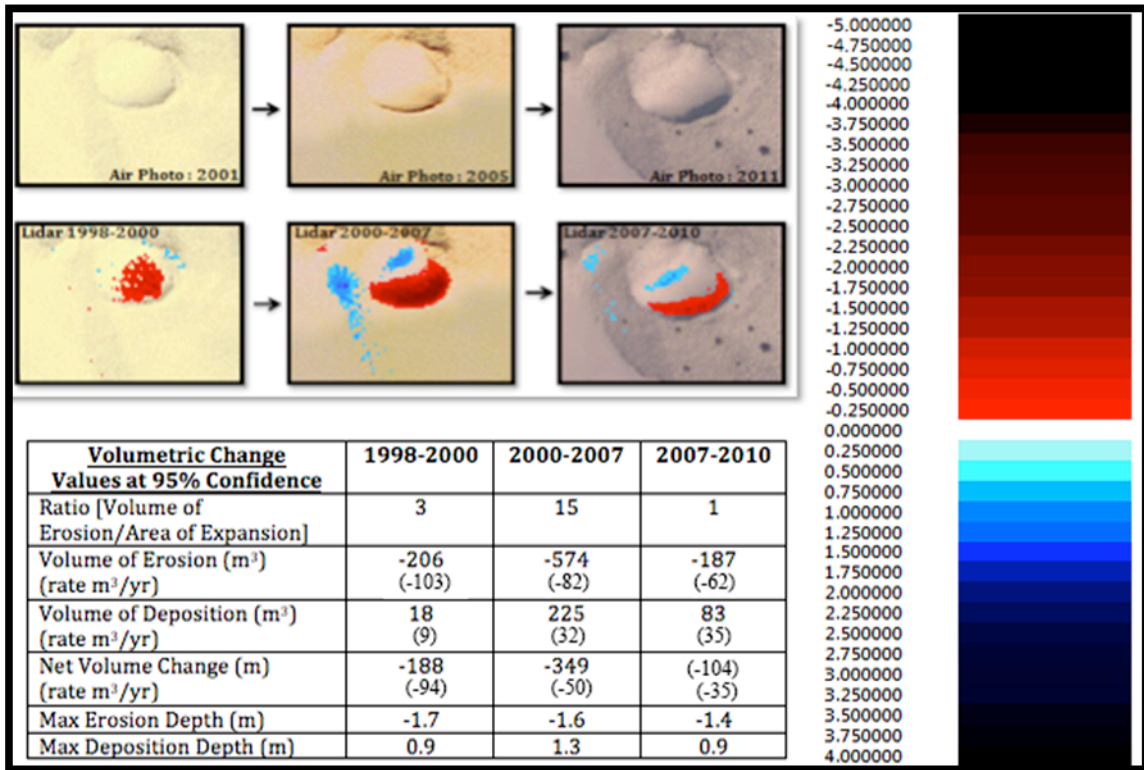 Air Photo : 2001
Air Photo : 2005
Air Photo : 2011
Lidar 1998-2000
Lidar 2000-2007
Lidar 2007-2010
Volumetric Change 1998-2000 2000-2007 2007-2010
Values at 95% Confidence
Ratio [Volume of 3 15 1
Erosion/Area of Expansion]
Volume of Erosion (m³) -206 -574 -187
(rate m³/yr) (-103) (-82) (-62)
Volume of Deposition (m³) 18 225 83
(rate m³/yr) (9) (32) (35)
Net Volume Change (m) -188 -349 (-104)
(rate m³/yr) (-94) (-50) (-35)
Max Erosion Depth (m) -1.7 -1.6 -1.4
Max Deposition Depth (m) 0.9 1.3 0.9
-5.000000
-4.750000
-4.500000
-4.250000
-4.000000
-3.750000
-3.500000
-3.250000
-3.000000
-2.750000
-2.500000
-2.250000
-2.000000
-1.750000
-1.500000
-1.250000
-1.000000
-0.750000
-0.500000
-0.250000
0.000000
0.250000
0.500000
0.750000
1.000000
1.250000
1.500000
1.750000
2.000000
2.250000
2.500000
2.750000
3.000000
3.250000
3.500000
3.750000
4.000000